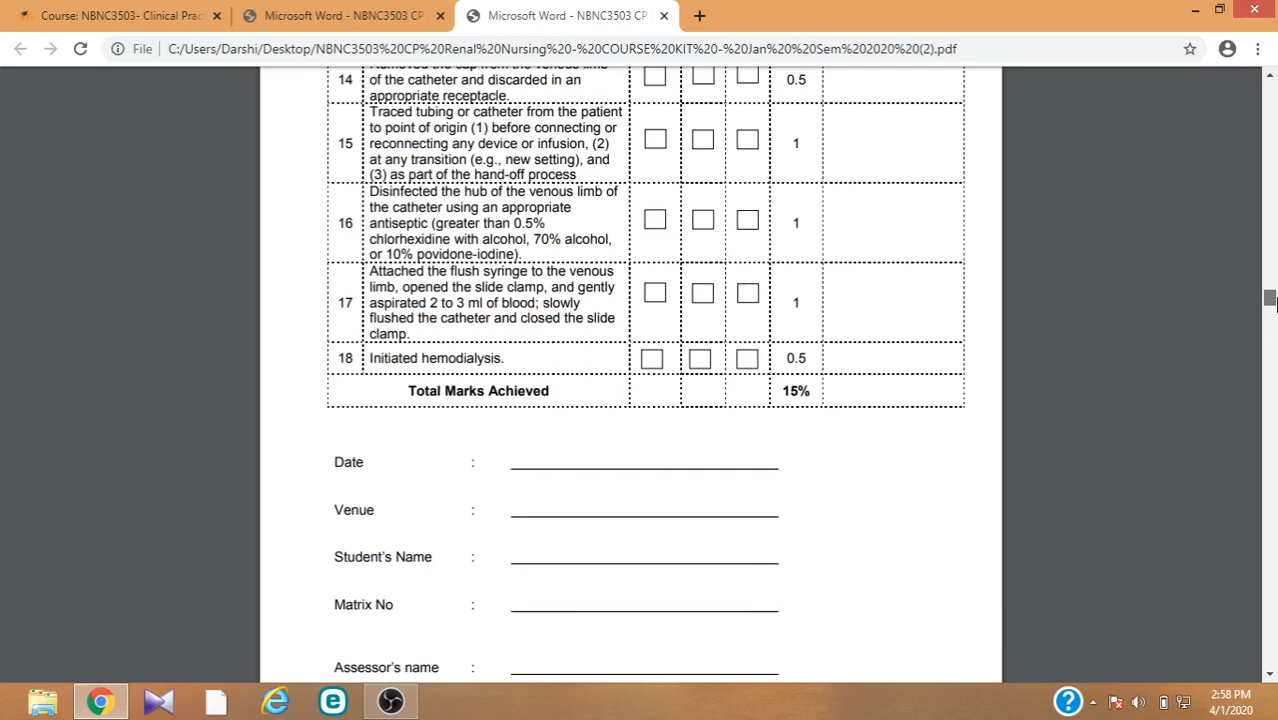 Course: NBNC3503- Clinical Prac
Microsoft Word - NBNC3503 CP
Microsoft Word - NBNC3503 CP
File
C:/Users/Darshi/Desktop/NBNC3503%20CP%20Renal%20Nursing%20-%20COURSE%20KIT%20-%20Jan%20%20Sem%202020%20(2).pdf
14 Removed the cap from the venous limb
of the catheter and discarded in an
appropriate receptacle. 0.5
Traced tubing or catheter from the patient
to point of origin (1) before connecting or
15 reconnecting any device or infusion, (2) 1
at any transition (e.g., new setting), and
(3) as part of the hand-off process
Disinfected the hub of the venous limb of
the catheter using an appropriate
16 antiseptic (greater than 0.5% 1
chlorhexidine with alcohol, 70% alcohol,
or 10% povidone-iodine).
Attached the flush syringe to the venous
limb, opened the slide clamp, and gently
17 aspirated 2 to 3 ml of blood; slowly 1
flushed the catheter and closed the slide
clamp.
18 Initiated hemodialysis. 0.5
Total Marks Achieved 15%
Date :
Venue :
Student's Name :
Matrix No :
Assessor's name :
2:58 PM
4/1/2020